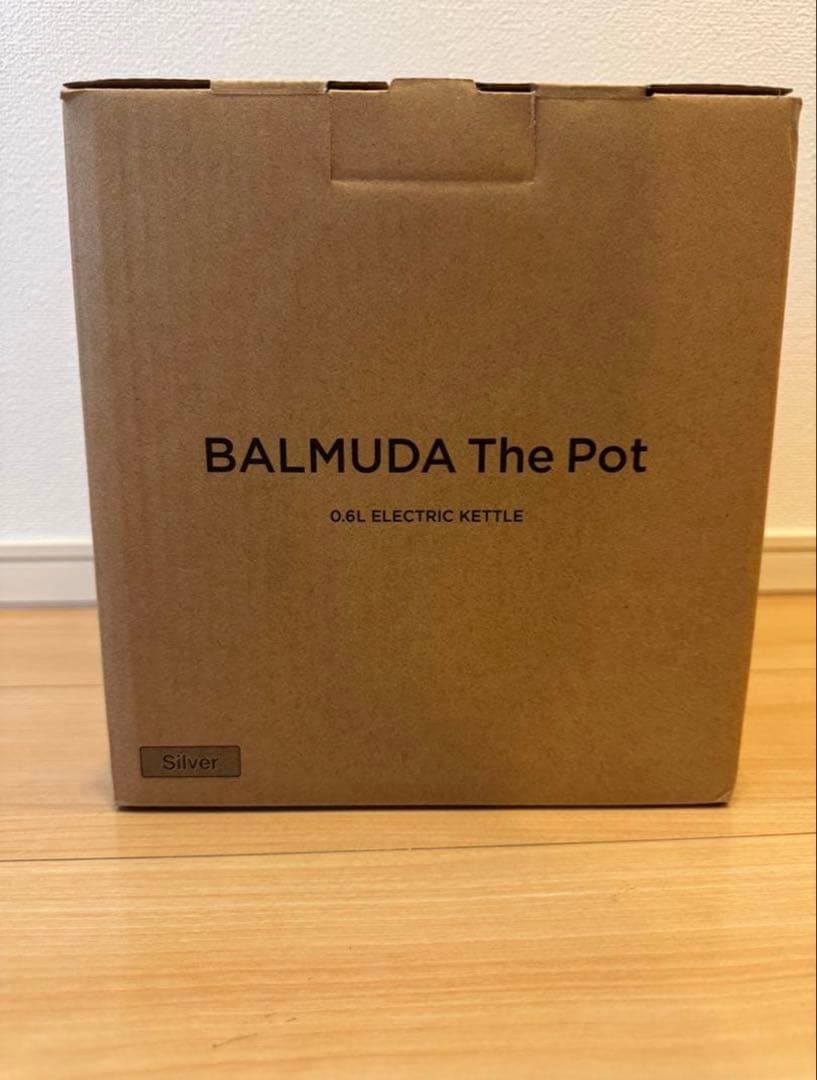 BALMUDA The Pot
0.6L ELECTRIC KETTLE
Silver